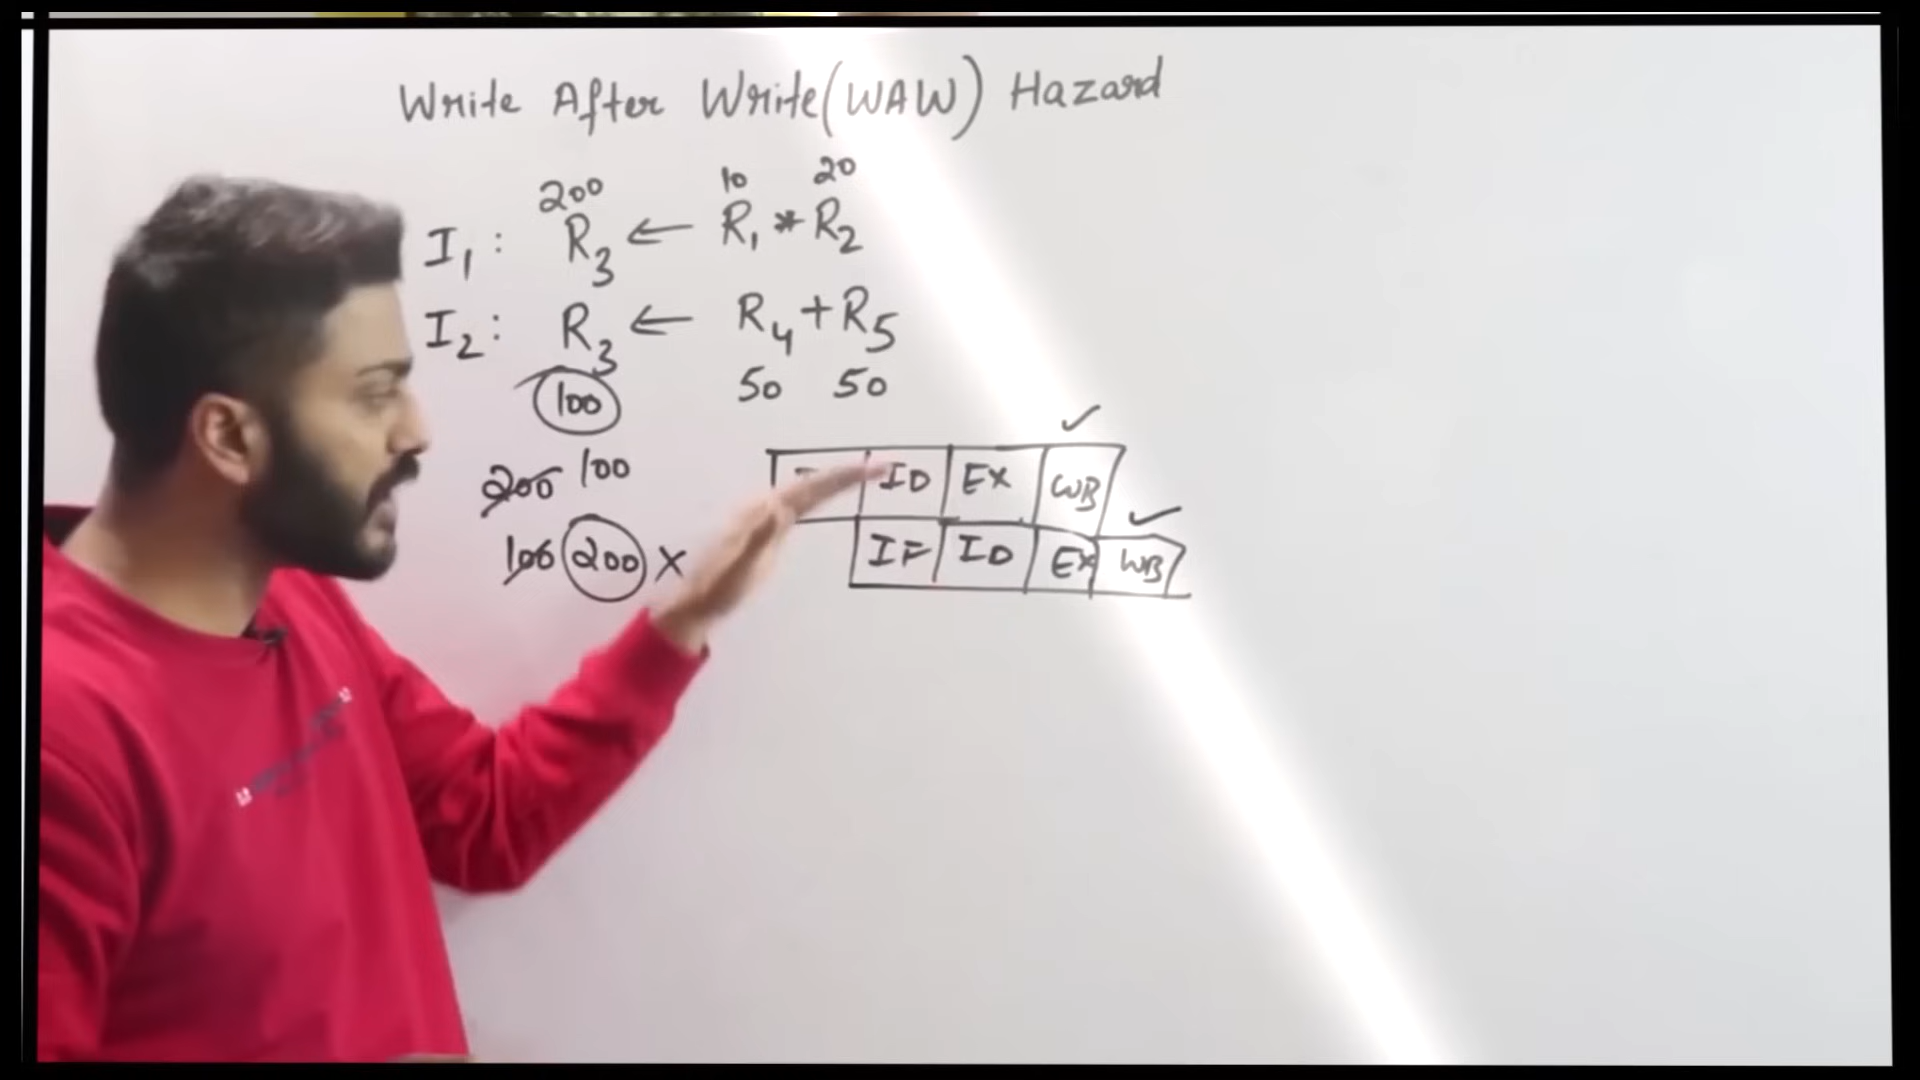 Write After Write(WAW) Hazard
200 10 20
I1: R3 ← R1 * R2
I2: R3 ← R4 + R5
100 50 50
200 100
100 200 X
ID EX WB
IF ID EX WB